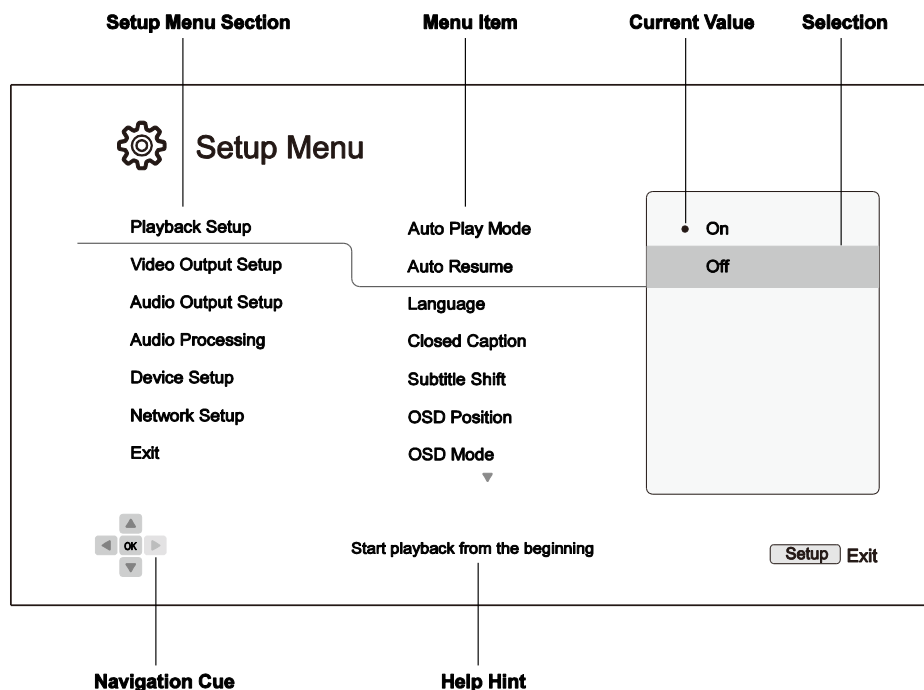 Setup Menu Section
Menu Item
Current Value
Selection
Setup Menu
Playback Setup
Video Output Setup
Audio Output Setup
Audio Processing
Device Setup
Network Setup
Exit
Auto Play Mode
Auto Resume
Language
Closed Caption
Subtitle Shift
OSD Position
OSD Mode
On
Off
OK
Start playback from the beginning
Setup Exit
Navigation Cue
Help Hint